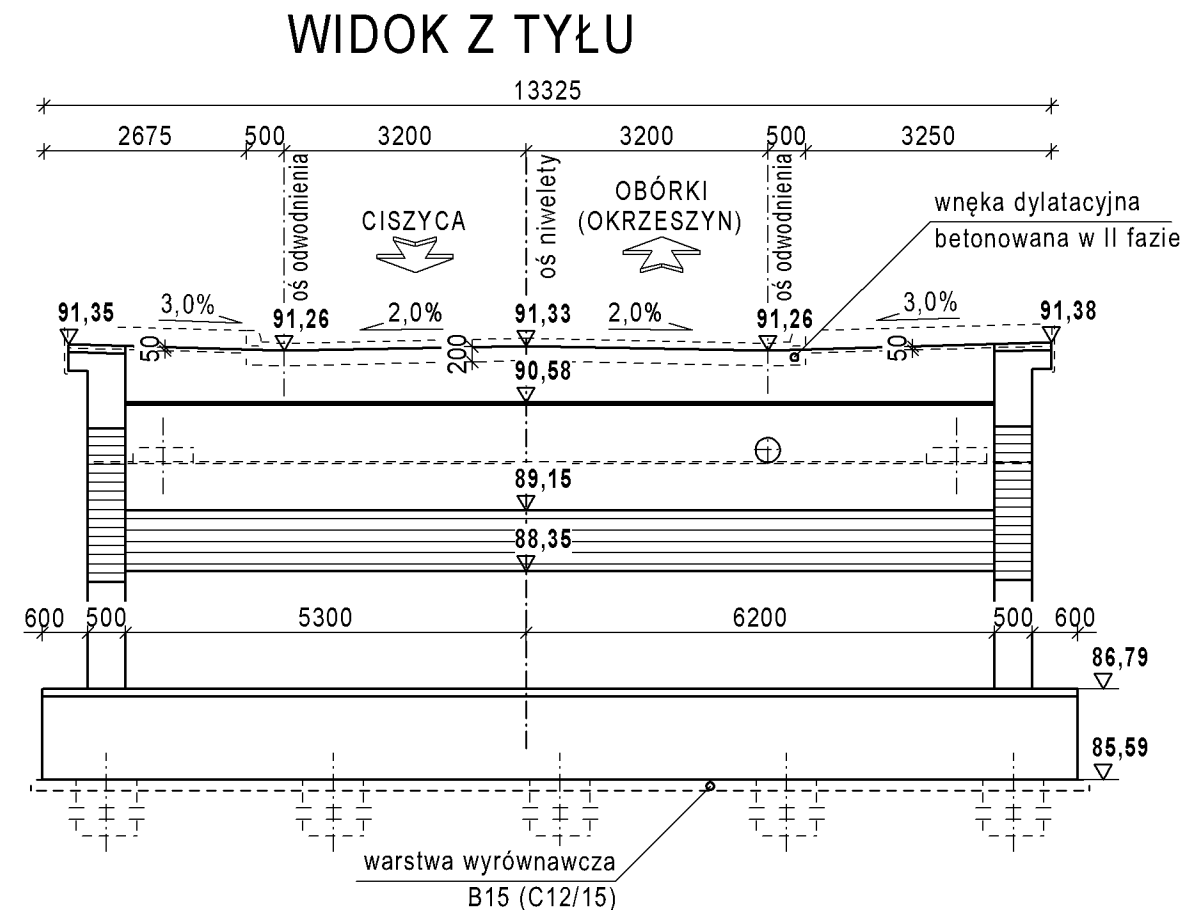 WIDOK Z TYŁU
13325
2675 500 3200 3200 500 3250
oś odwodnienia
oś niwelety
oś odwodnienia
CISZYCA
OBÓRKI
(OKRZESZYN)
wnęka dylatacyjna
betonowana w II fazie
91,35 3,0% 91,26 2,0% 91,33 2,0% 91,26 3,0% 91,38
50 200 50
90,58
89,15
88,35
600 500 5300 6200 500 600
86,79
85,59
warstwa wyrównawcza
B15 (C12/15)